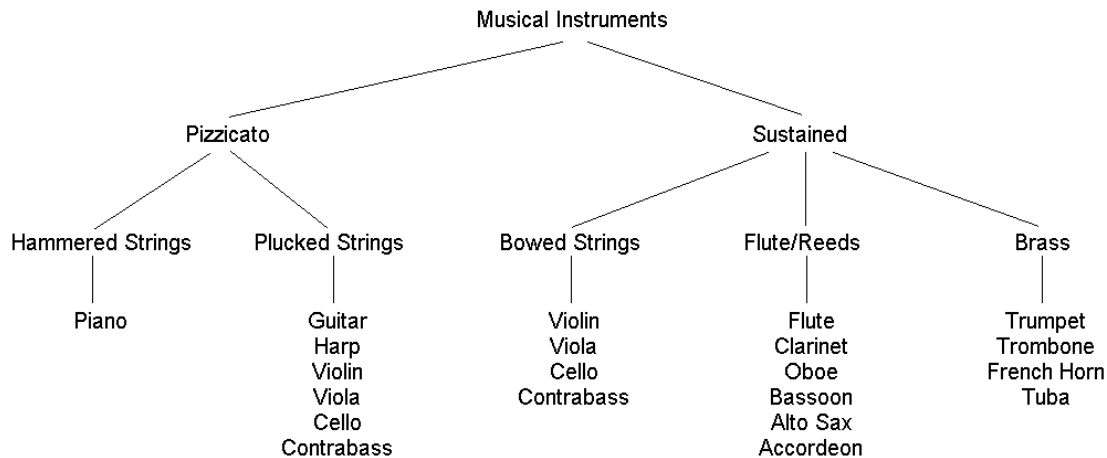 Musical Instruments
Pizzicato
Sustained
Hammered Strings
Plucked Strings
Bowed Strings
Flute/Reeds
Brass
Piano
Guitar
Harp
Violin
Viola
Cello
Contrabass
Violin
Viola
Cello
Contrabass
Flute
Clarinet
Oboe
Bassoon
Alto Sax
Accordeon
Trumpet
Trombone
French Horn
Tuba